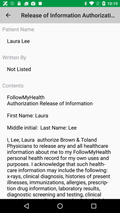 10:19
Release of Information Authorizati...
Patient Name
Laura Lee
Written By
Not Listed
Contents
FollowMyHealth
Authorization Release of Information
First Name: Laura
Middle initial: Last Name: Lee
I, Lee, Laura authorize Brown & Toland
Physicians to release any and all healthcare
information about me to my FollowMyHealth
personal health record for my own uses and
purposes. I acknowledge that such health-
care information may include the following:
x-rays, clinical diagnosis, histories of present
illnesses, immunizations, allergies, prescrip-
tion drug information, laboratory results,
diagnostic screening and testing, clinical